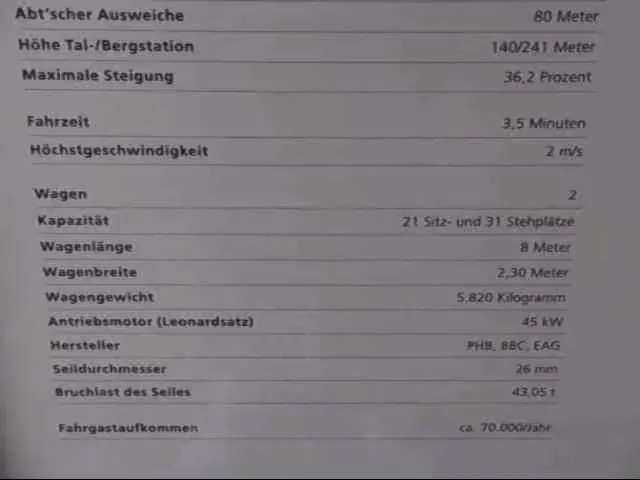 Abt'scher Ausweiche 80 Meter
Höhe Tal-/Bergstation 140/241 Meter
Maximale Steigung 36,2 Prozent
Fahrzeit 3,5 Minuten
Höchstgeschwindigkeit 2 m/s
Wagen 2
Kapazität 21 Sitz- und 31 Stehplätze
Wagenlänge 8 Meter
Wagenbreite 2,30 Meter
Wagengewicht 5.820 Kilogramm
Antriebsmotor (Leonardsatz) 45 kW
Hersteller PHB, BBC, EAG
Seildurchmesser 26 mm
Bruchlast des Seiles 43,05 t
Fahrgastaufkommen ca. 70.000/Jahr